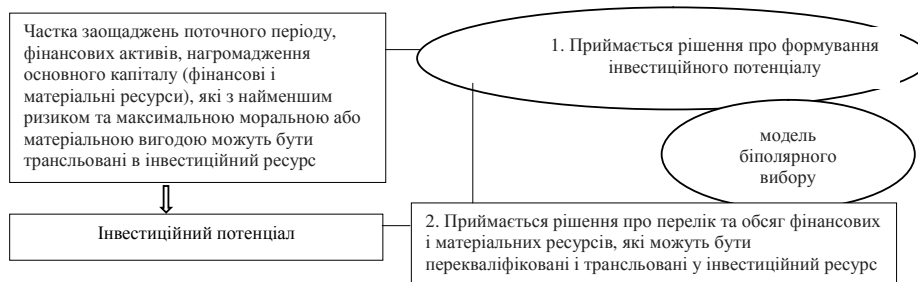 Частка заощаджень поточного періоду,
фінансових активів, нагромадження
основного капіталу (фінансові і
матеріальні ресурси), які з найменшим
ризиком та максимальною моральною або
матеріальною вигодою можуть бути
трансльовані в інвестиційний ресурс
1. Приймається рішення про формування
інвестиційного потенціалу
модель
біполярного
вибору
Інвестиційний потенціал
2. Приймається рішення про перелік та обсяг фінансових
і матеріальних ресурсів, які можуть бути
перекваліфіковані і трансльовані у інвестиційний ресурс